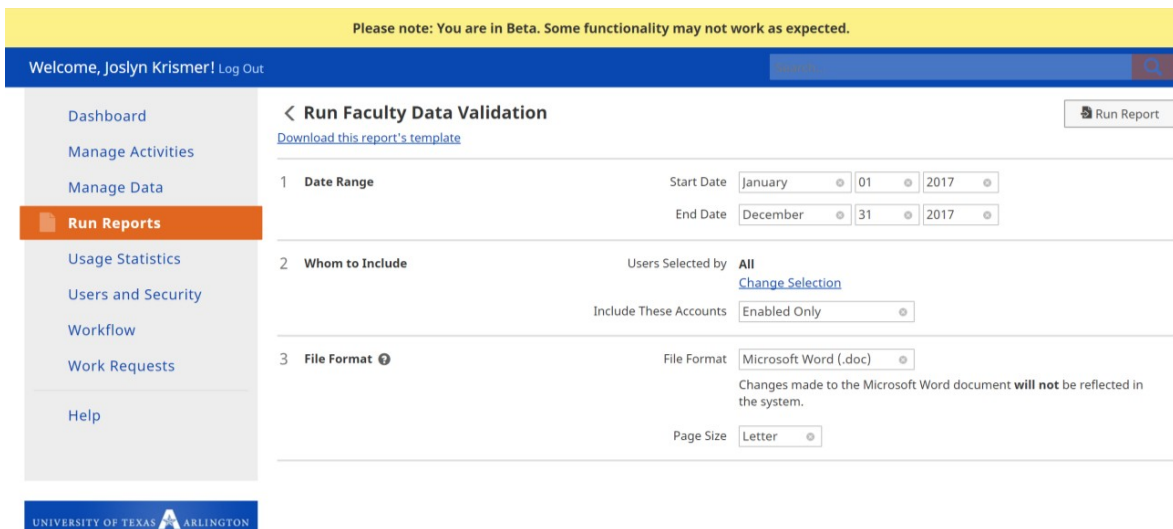 Please note: You are in Beta. Some functionality may not work as expected.
Welcome, Joslyn Krismer! Log Out
Dashboard
Manage Activities
Manage Data
Run Reports
Usage Statistics
Users and Security
Workflow
Work Requests
Help
UNIVERSITY OF TEXAS ARLINGTON
Run Faculty Data Validation
Run Report
Download this report's template
1 Date Range Start Date January 01 2017
End Date December 31 2017
2 Whom to Include Users Selected by All
Change Selection
Include These Accounts Enabled Only
3 File Format File Format Microsoft Word (.doc)
Changes made to the Microsoft Word document will not be reflected in
the system.
Page Size Letter